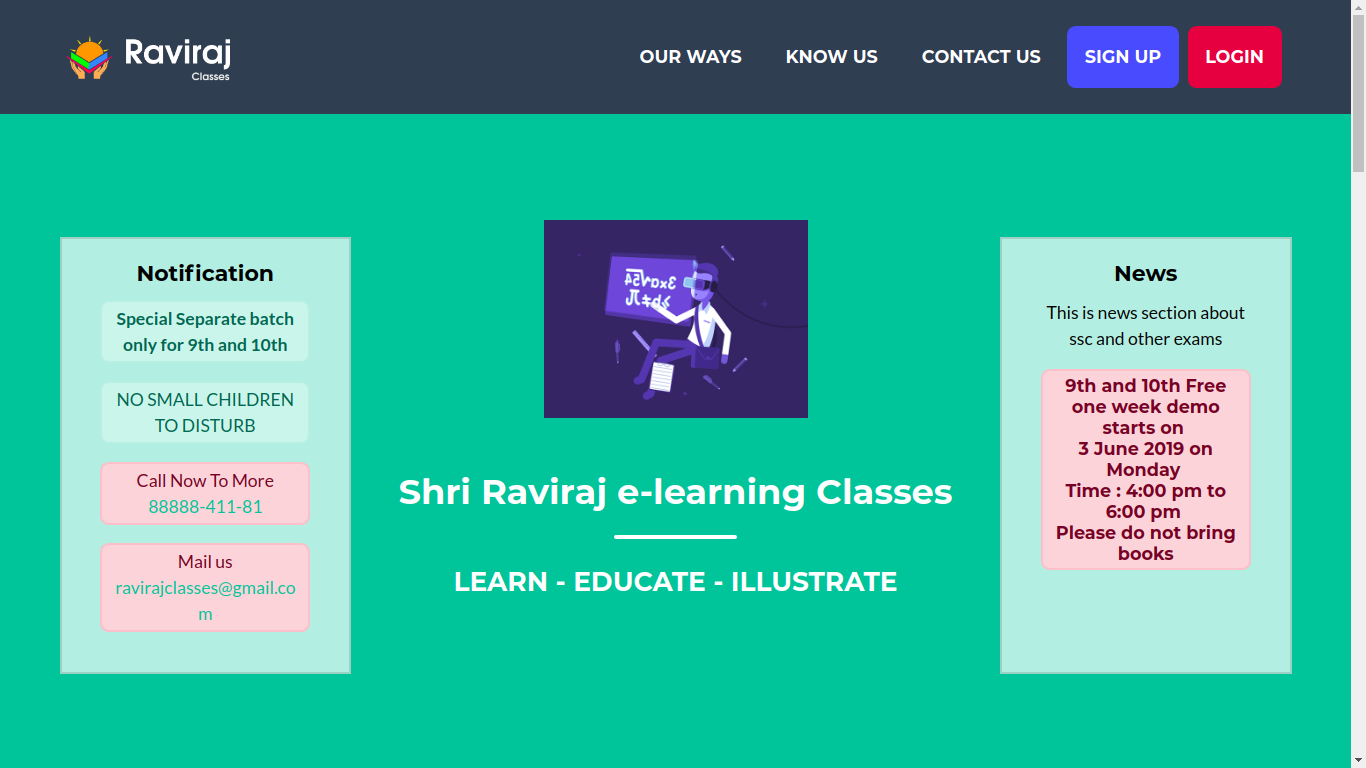 Raviraj
Classes
OUR WAYS
KNOW US
CONTACT US
SIGN UP
LOGIN
Notification
Special Separate batch
only for 9th and 10th
NO SMALL CHILDREN
TO DISTURB
Call Now To More
88888-411-81
Mail us
ravirajclasses@gmail.co
m
Shri Raviraj e-learning Classes
LEARN - EDUCATE - ILLUSTRATE
News
This is news section about
ssc and other exams
9th and 10th Free
one week demo
starts on
3 June 2019 on
Monday
Time : 4:00 pm to
6:00 pm
Please do not bring
books